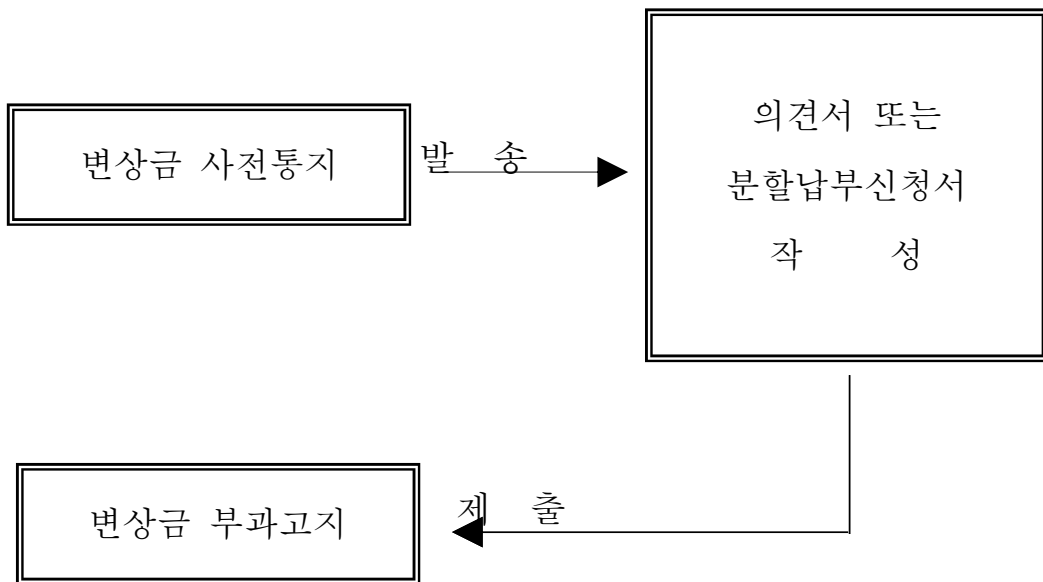 변상금 사전통지
발 송
의견서 또는
분할납부신청서
작 성
제 출
변상금 부과고지